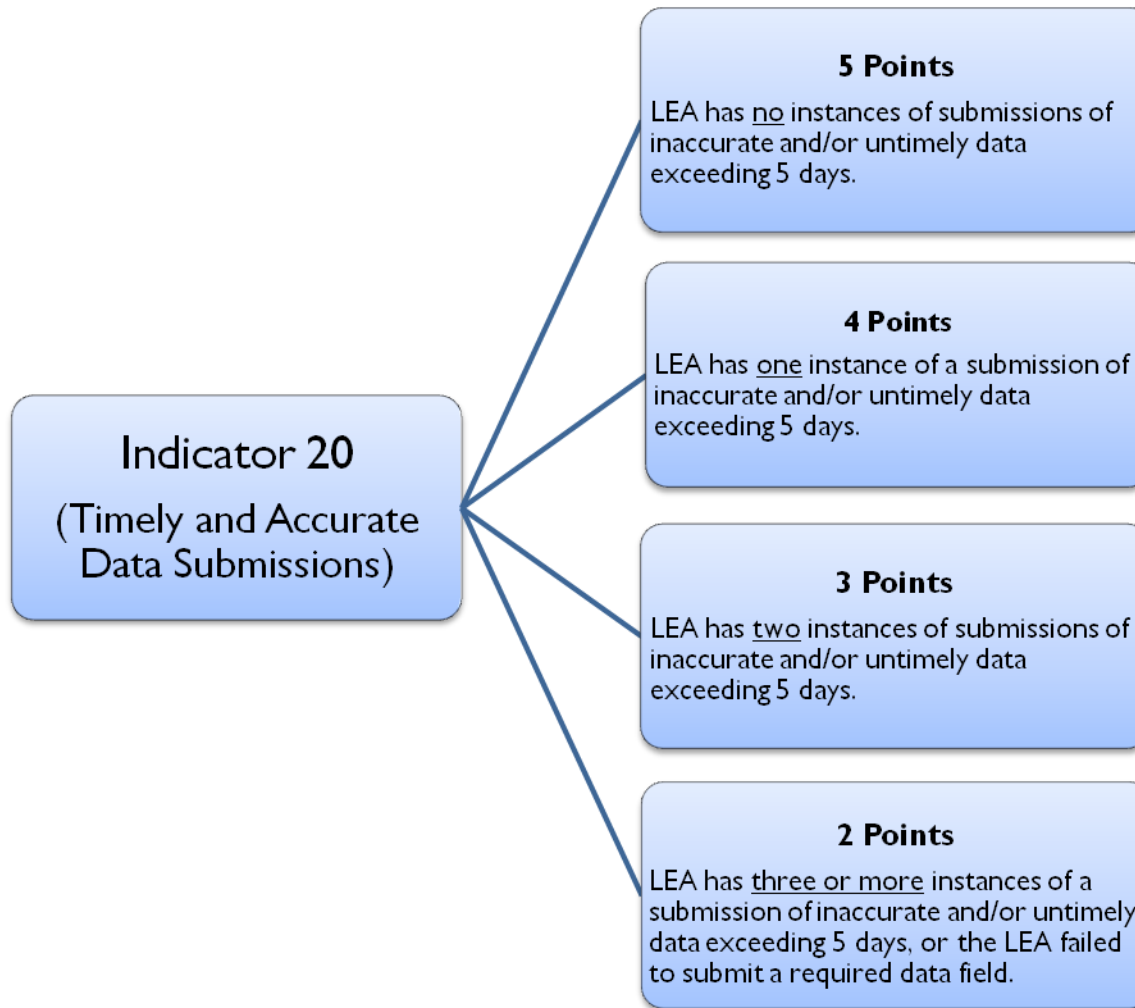 Indicator 20
(Timely and Accurate
Data Submissions)
5 Points
LEA has no instances of submissions of
inaccurate and/or untimely data
exceeding 5 days.
4 Points
LEA has one instance of a submission of
inaccurate and/or untimely data
exceeding 5 days.
3 Points
LEA has two instances of submissions of
inaccurate and/or untimely data
exceeding 5 days.
2 Points
LEA has three or more instances of a
submission of inaccurate and/or untimely
data exceeding 5 days, or the LEA failed
to submit a required data field.